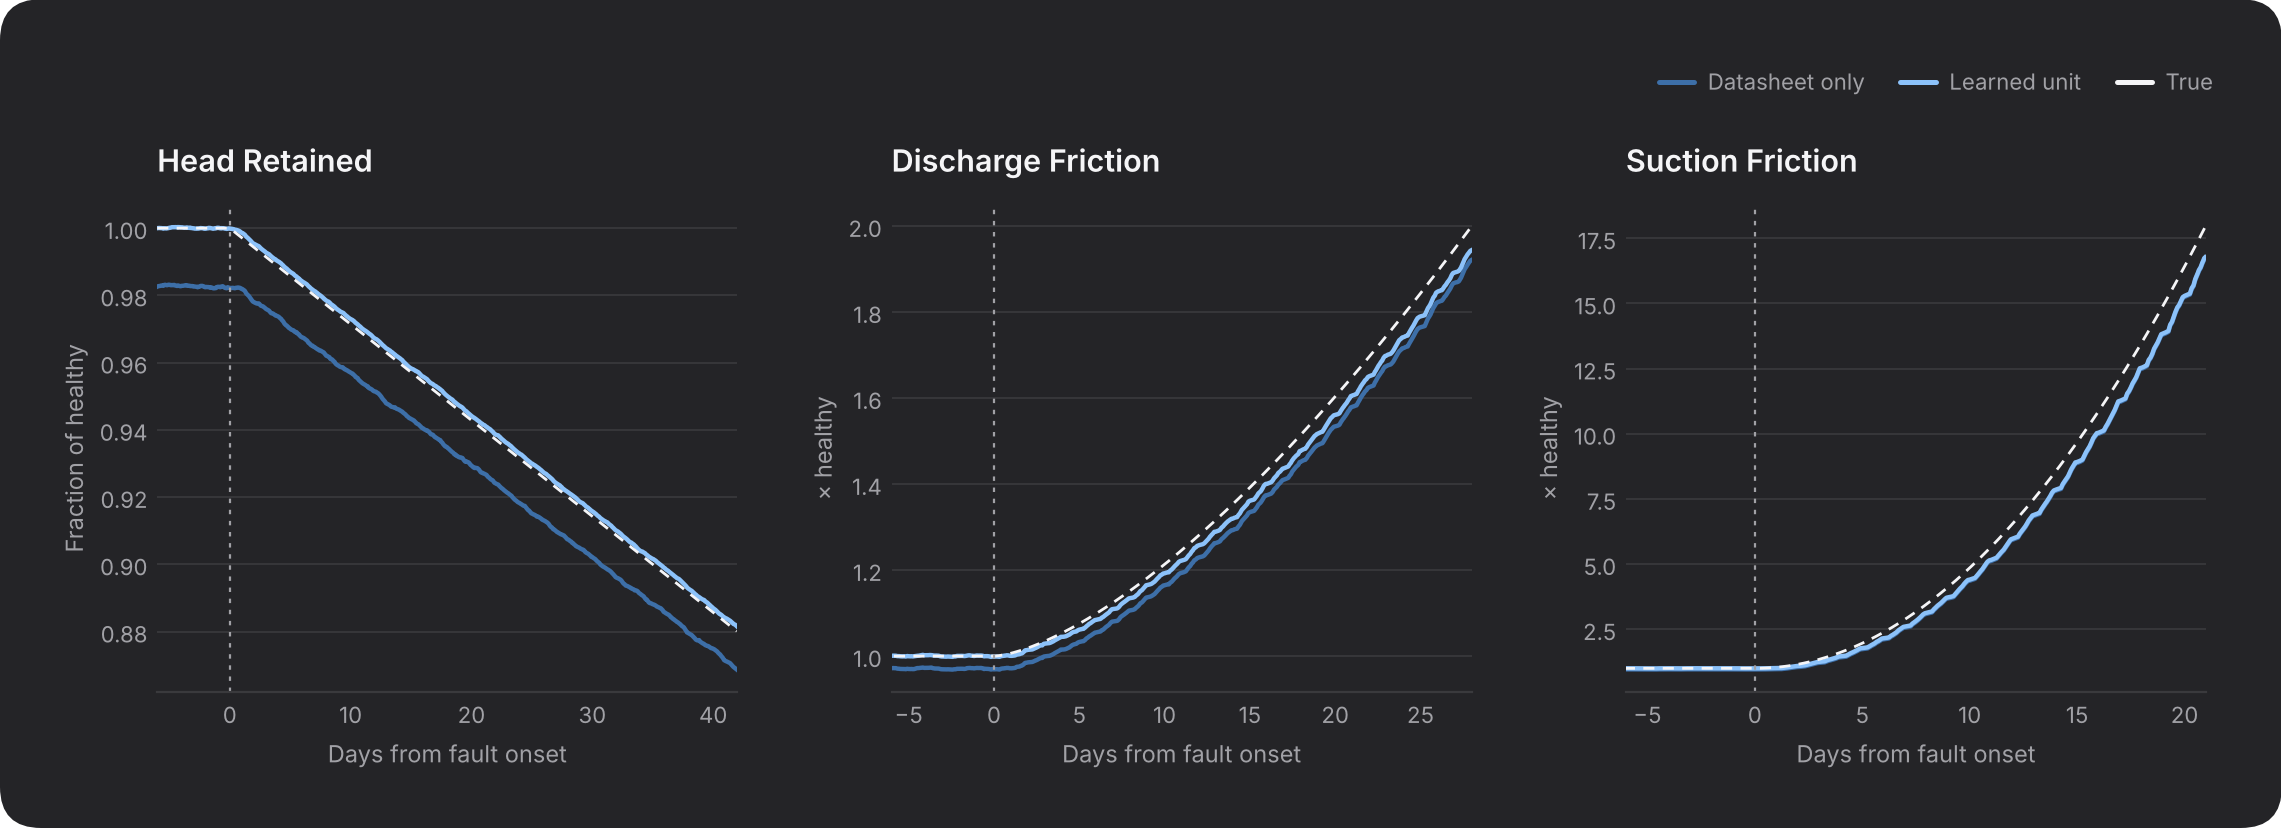 Datasheet only
Learned unit
True
Head Retained
Fraction of healthy
1.00
0.98
0.96
0.94
0.92
0.90
0.88
0 10 20 30 40
Days from fault onset
Discharge Friction
× healthy
2.0
1.8
1.6
1.4
1.2
1.0
−5 0 5 10 15 20 25
Days from fault onset
Suction Friction
× healthy
17.5
15.0
12.5
10.0
7.5
5.0
2.5
−5 0 5 10 15 20
Days from fault onset